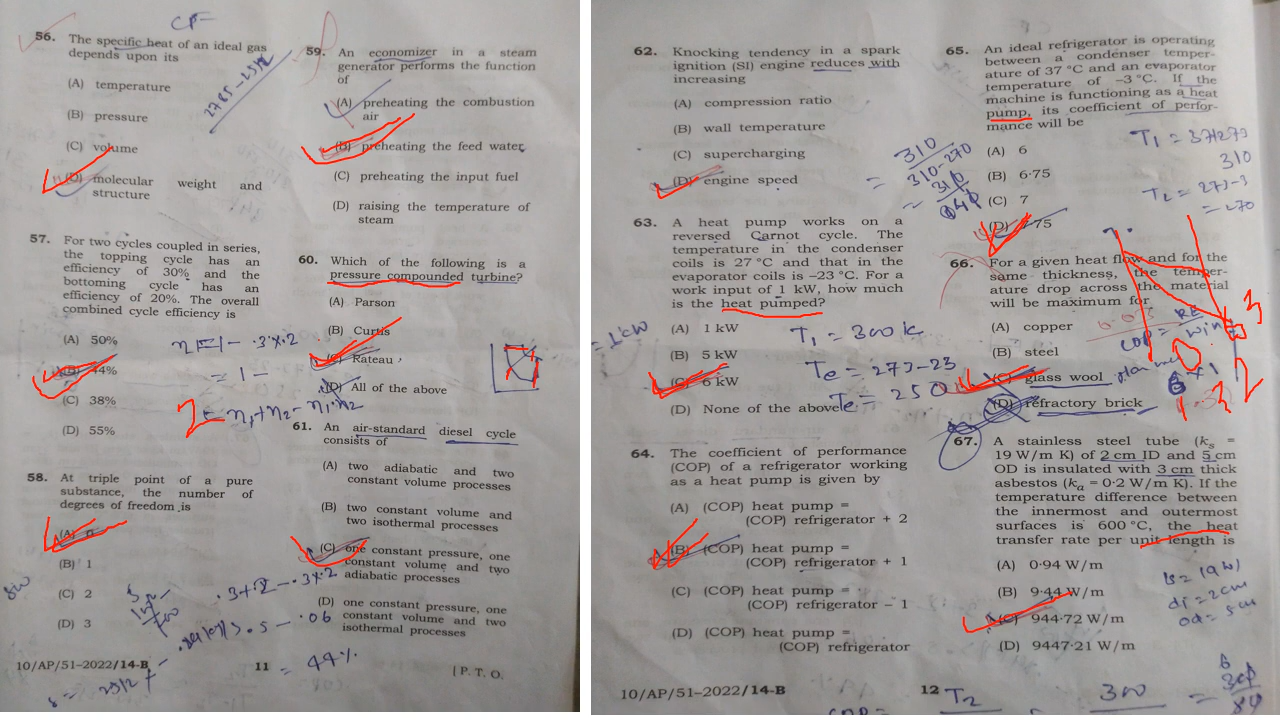 CP-
56. The specific heat of an ideal gas
depends upon its
(A) temperature
(B) pressure
(C) volume
(D) molecular weight and
structure
57. For two cycles coupled in series,
the topping cycle has an
efficiency of 30% and the
bottoming cycle has an
efficiency of 20%. The overall
combined cycle efficiency is
(A) 50%
(B) 44%
(C) 38%
(D) 55%
= 1 -
58. At triple point of a pure
substance, the number of
degrees of freedom is
(A) 0
(B) 1
(C) 2
(D) 3
10/AP/51-2022/14-B
11
= 44%
[ P. T. O.
59. An economizer in a steam
generator performs the function
of
(A) preheating the combustion
air
(B) preheating the feed water
(C) preheating the input fuel
(D) raising the temperature of
steam
60. Which of the following is a
pressure compounded turbine?
(A) Parson
(B) Curtis
(C) Rateau
(D) All of the above
61. An air-standard diesel cycle
consists of
(A) two adiabatic and two
constant volume processes
(B) two constant volume and
two isothermal processes
(C) one constant pressure, one
constant volume and two
adiabatic processes
(D) one constant pressure, one
constant volume and two
isothermal processes
62. Knocking tendency in a spark
ignition (SI) engine reduces with
increasing
(A) compression ratio
(B) wall temperature
(C) supercharging
(D) engine speed
310
310-270
63. A heat pump works on a
reversed Carnot cycle. The
temperature in the condenser
coils is 27 °C and that in the
evaporator coils is –23 °C. For a
work input of 1 kW, how much
is the heat pumped?
(A) 1 kW
(B) 5 kW
(C) 6 kW
(D) None of the above
T1 = 300 k
Te = 273-23
Te = 250
64. The coefficient of performance
(COP) of a refrigerator working
as a heat pump is given by
(A) (COP) heat pump =
(COP) refrigerator + 2
(B) (COP) heat pump =
(COP) refrigerator + 1
(C) (COP) heat pump =
(COP) refrigerator – 1
(D) (COP) heat pump =
(COP) refrigerator
10/AP/51-2022/14-B
12
T2
300
65. An ideal refrigerator is operating
between a condenser temper-
ature of 37 °C and an evaporator
temperature of –3 °C. If the
machine is functioning as a heat
pump, its coefficient of perfor-
mance will be
(A) 6
(B) 6·75
(C) 7
(D) 7·75
T1 = 37+273
310
T2 = 273-3
= 270
66. For a given heat flow and for the
same thickness, the temper-
ature drop across the material
will be maximum for
(A) copper
(B) steel
(C) glass wool
(D) refractory brick
67. A stainless steel tube (ks =
19 W/m K) of 2 cm ID and 5 cm
OD is insulated with 3 cm thick
asbestos (ka = 0·2 W/m K). If the
temperature difference between
the innermost and outermost
surfaces is 600 °C, the heat
transfer rate per unit length is
(A) 0·94 W/m
(B) 9·44 W/m
(C) 944·72 W/m
(D) 9447·21 W/m
di = 2cm
od = 5cm